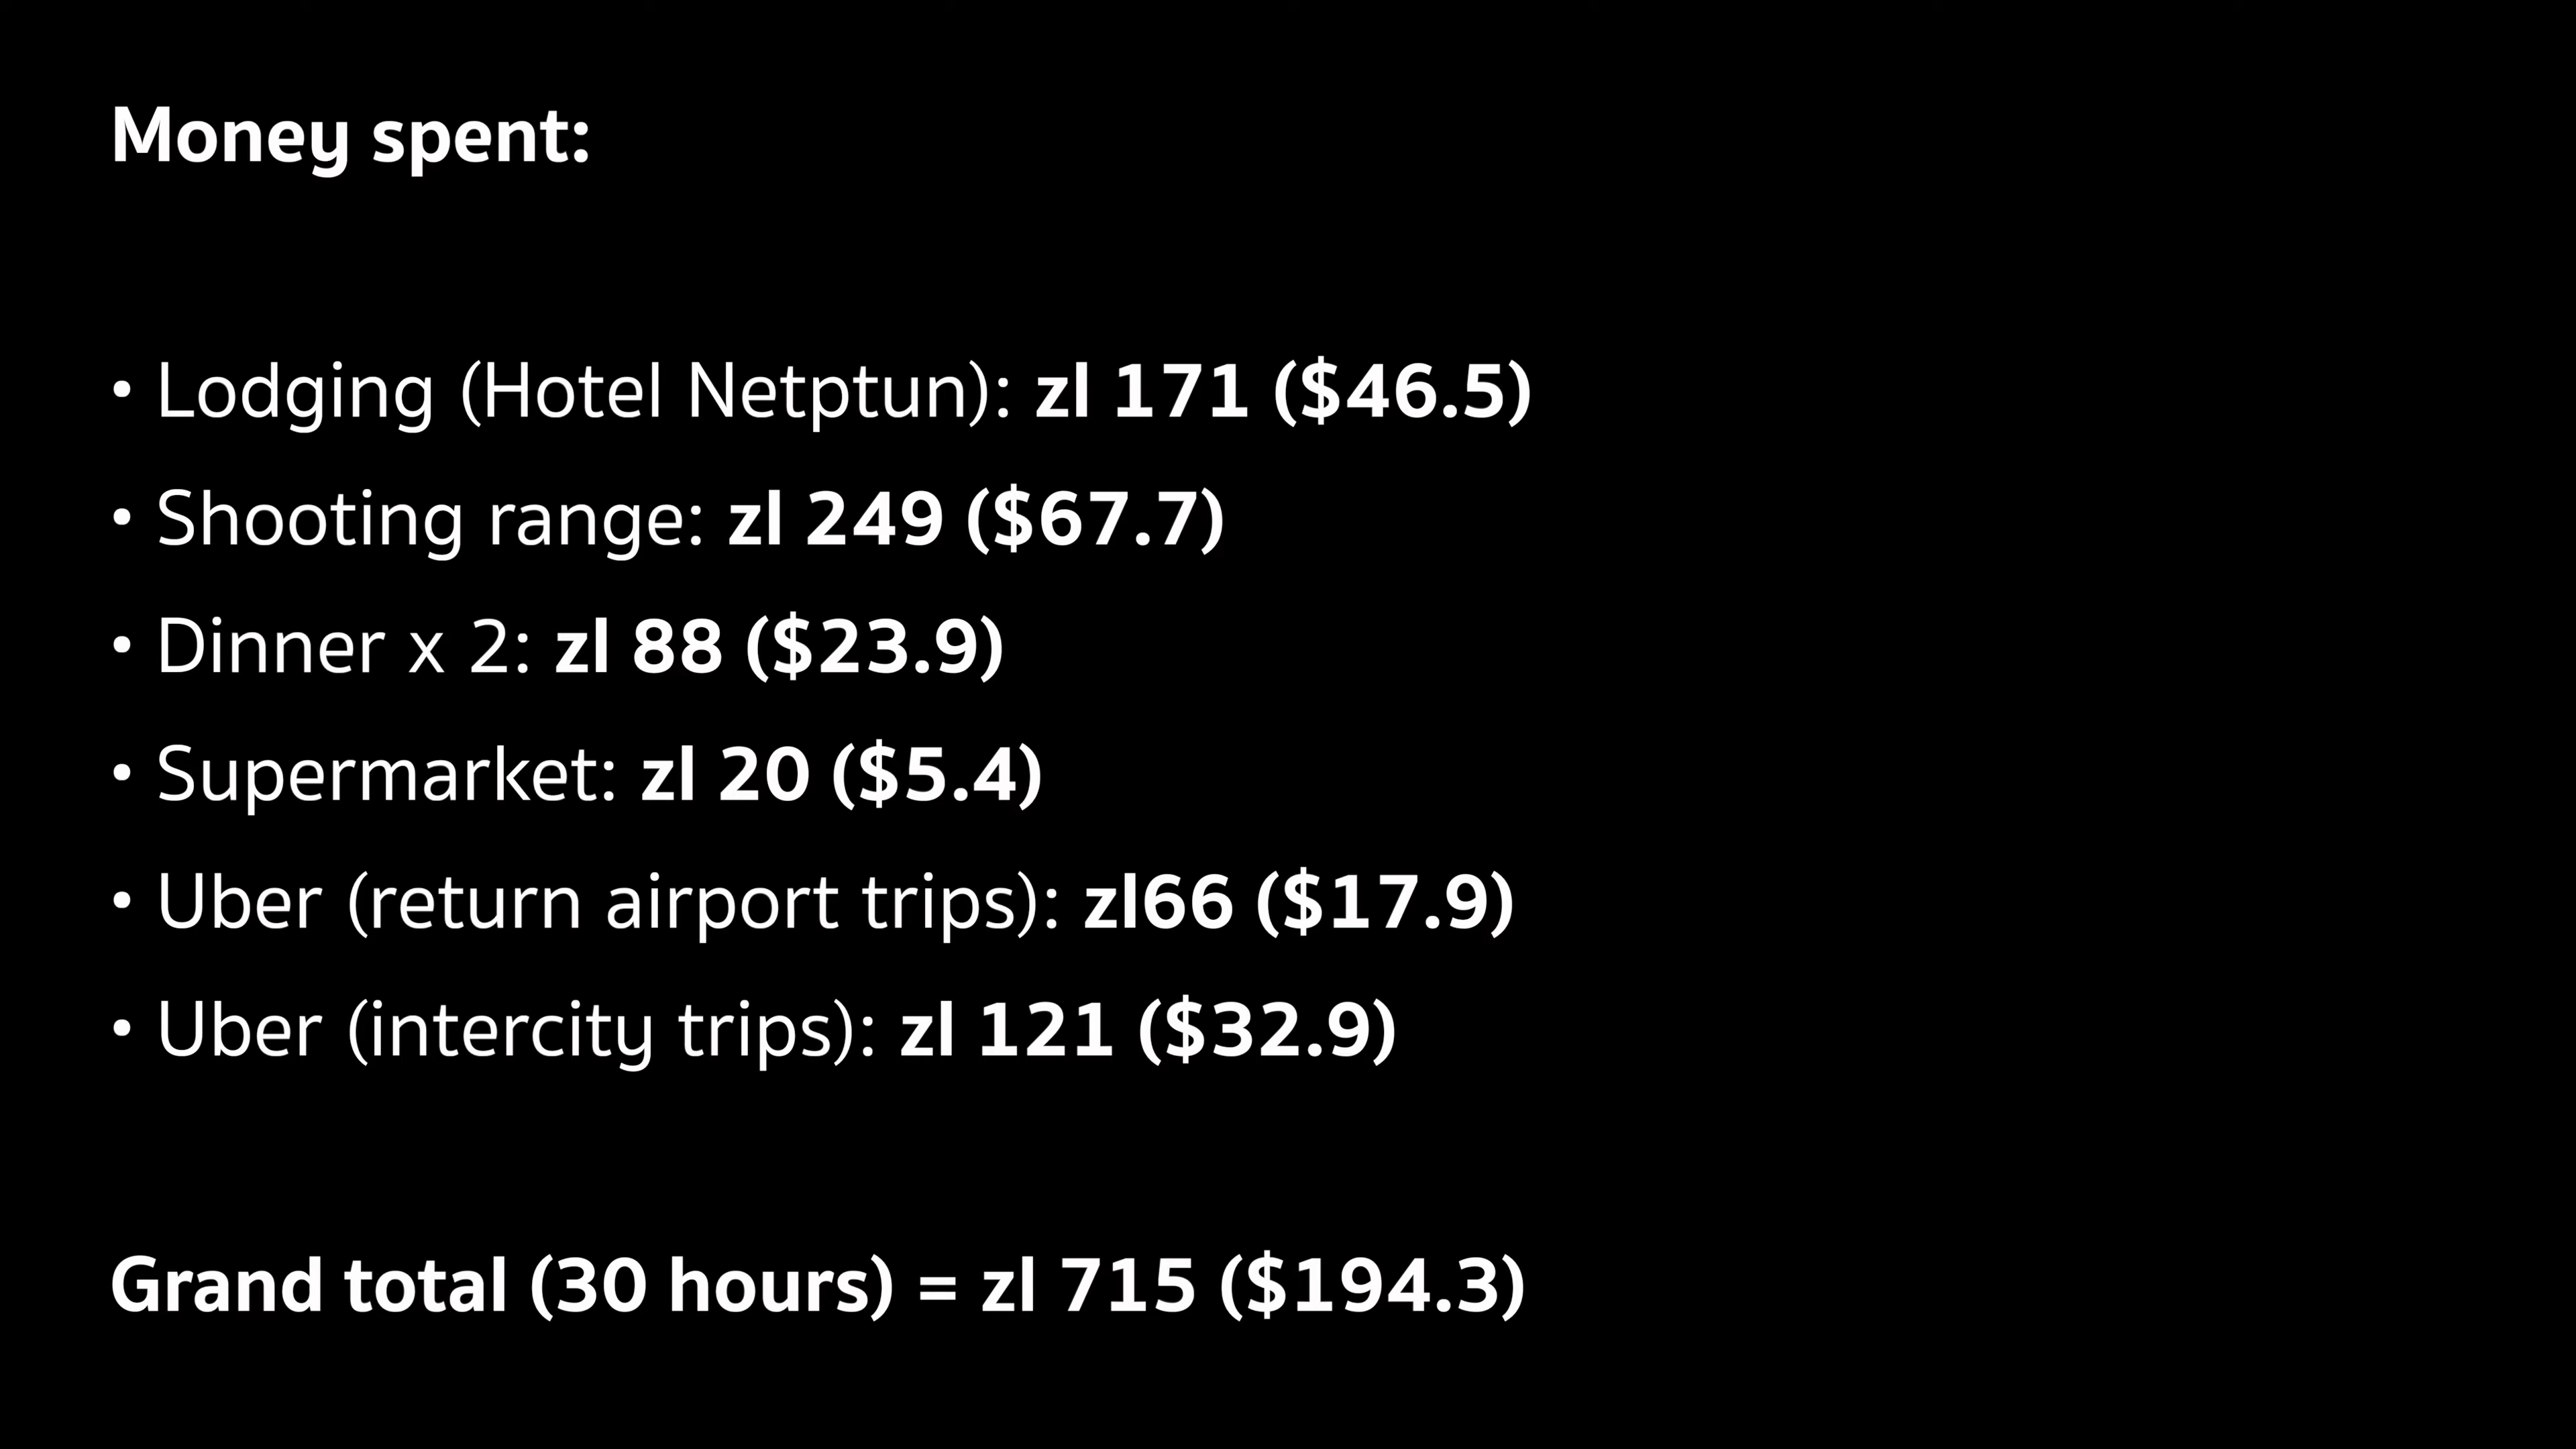 Money spent:
• Lodging (Hotel Netptun): zl 171 ($46.5)
• Shooting range: zl 249 ($67.7)
• Dinner x 2: zl 88 ($23.9)
• Supermarket: zl 20 ($5.4)
• Uber (return airport trips): zl66 ($17.9)
• Uber (intercity trips): zl 121 ($32.9)
Grand total (30 hours) = zl 715 ($194.3)